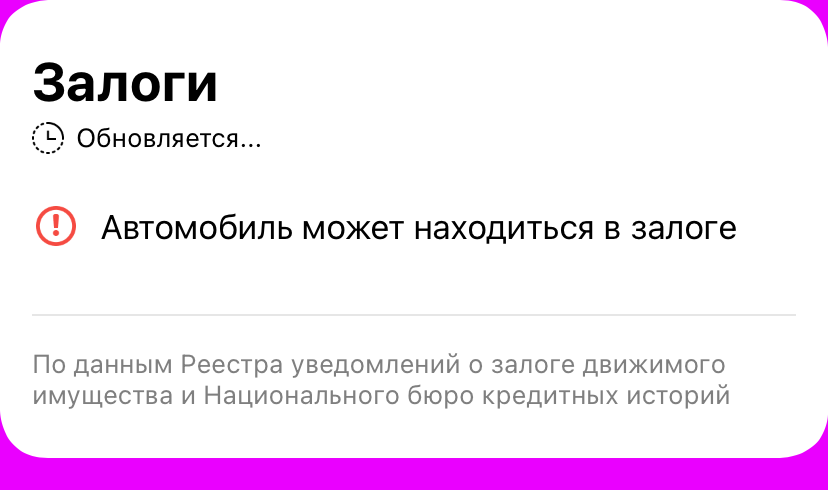 Залоги
Обновляется...
Автомобиль может находиться в залоге
По данным Реестра уведомлений о залоге движимого
имущества и Национального бюро кредитных историй